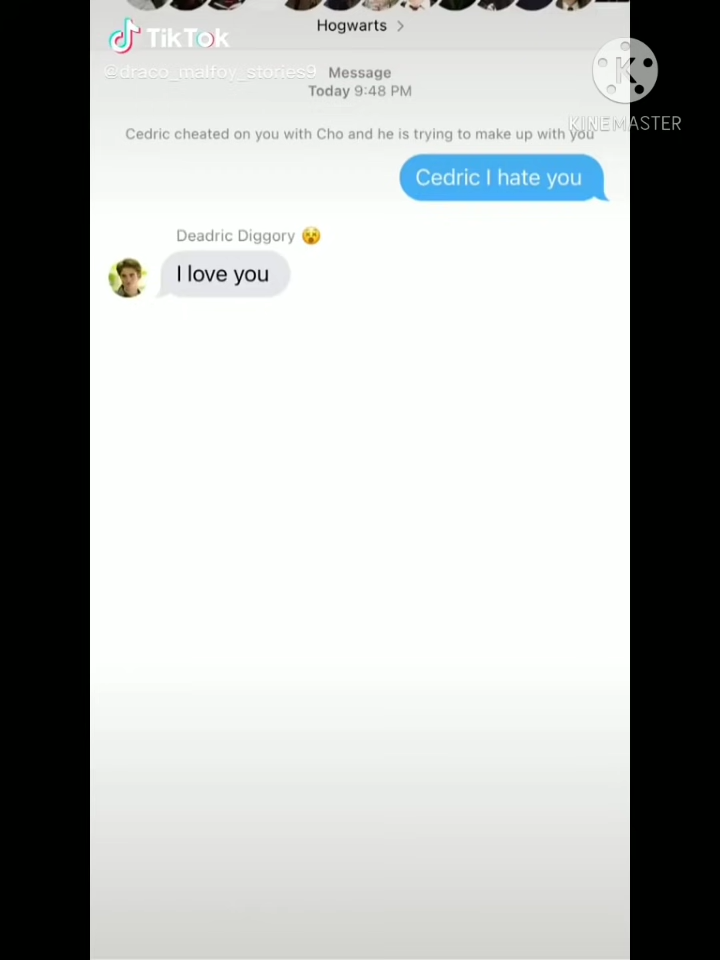 Hogwarts >
TikTok
@draco_malfoy_stories9
Message
Today 9:48 PM
K
KINEMASTER
Cedric cheated on you with Cho and he is trying to make up with you
Cedric I hate you
Deadric Diggory 😵
I love you